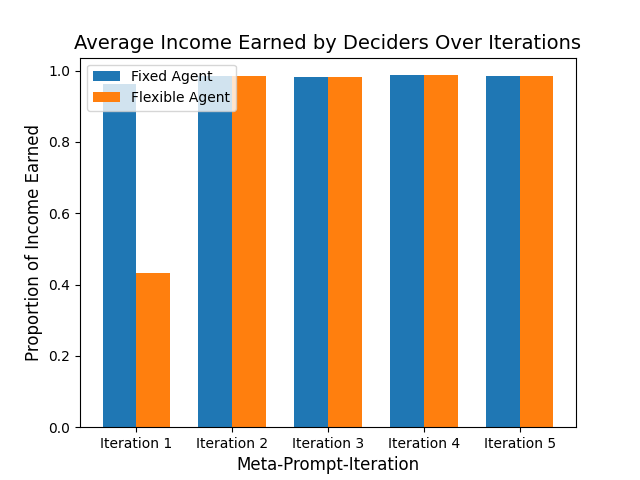 Average Income Earned by Deciders Over Iterations
Fixed Agent
Flexible Agent
Proportion of Income Earned
1.0
0.8
0.6
0.4
0.2
0.0
Iteration 1 Iteration 2 Iteration 3 Iteration 4 Iteration 5
Meta-Prompt-Iteration